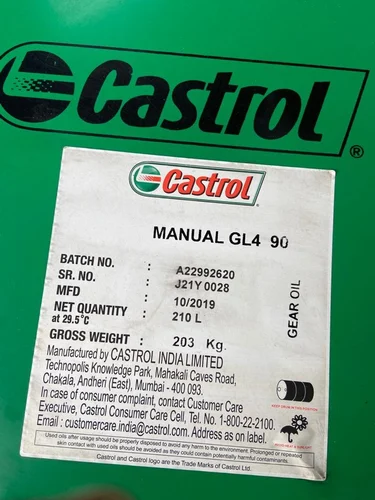 Castrol
®
Castrol
MANUAL GL4 90
BATCH NO. : A22992620
SR. NO. : J21Y0028
MFD : 10/2019
NET QUANTITY : 210 L
at 29.5°C
GROSS WEIGHT : 203 Kg.
GEAR OIL
Manufactured by CASTROL INDIA LIMITED
Technopolis Knowledge Park, Mahakali Caves Road,
Chakala, Andheri (East), Mumbai - 400 093.
In case of consumer complaint, contact Customer Care
Executive, Castrol Consumer Care Cell, Tel. No. 1-800-22-2100.
Email : customercare.india@castrol.com. Address as on label.
Used oils after usage should be properly disposed to avoid any harm to the environment. Prolonged or repeated
skin contact with used oils should be avoided as they could contain potentially harmful contaminants.
Castrol and Castrol logo are the Trade Marks of Castrol Ltd.